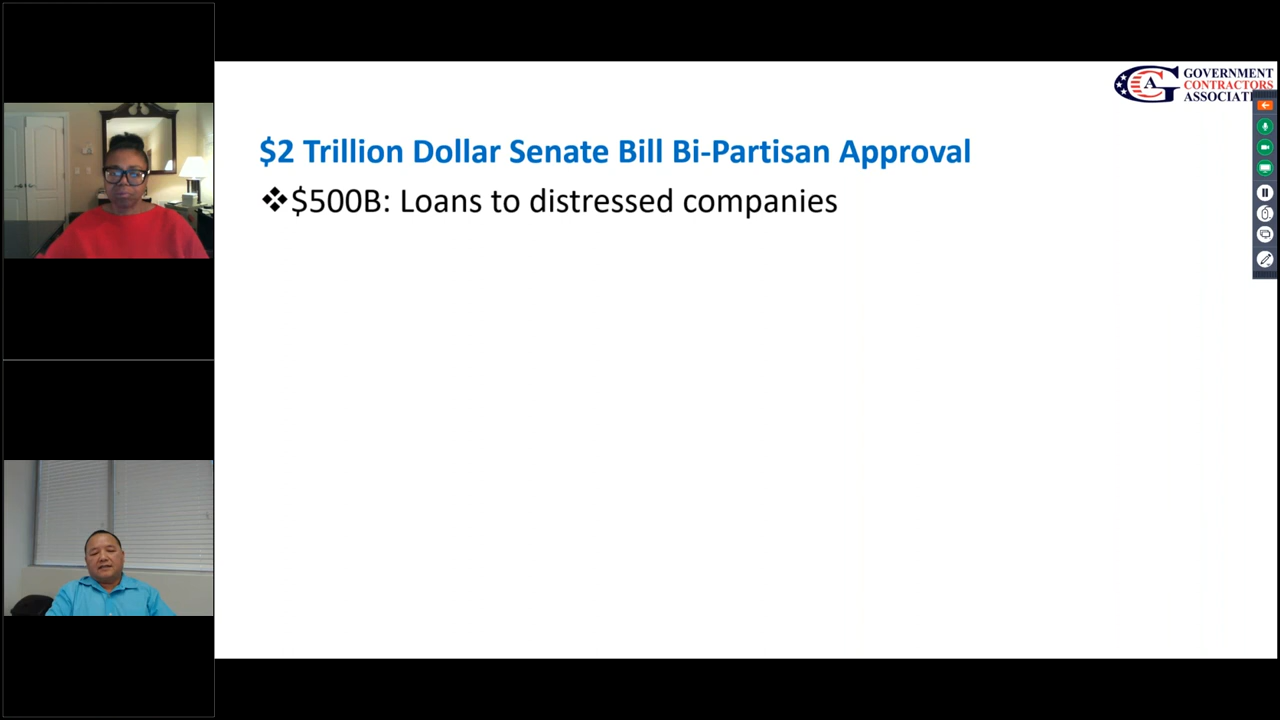 GOVERNMENT
CONTRACTORS
$2 Trillion Dollar Senate Bill Bi-Partisan Approval
❖$500B: Loans to distressed companies